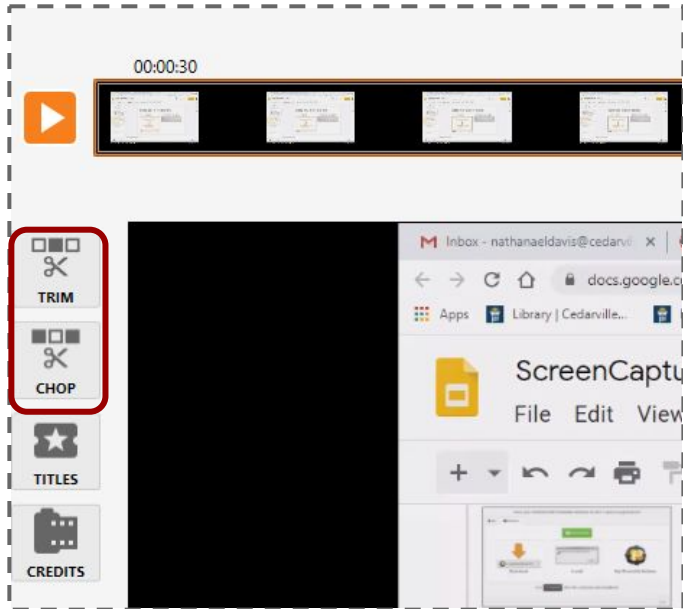 00:00:30
TRIM
CHOP
TITLES
CREDITS
Inbox - nathanaeldavis@cedarvi
docs.google.c
Apps Library | Cedarville...
ScreenCaptu
File Edit View